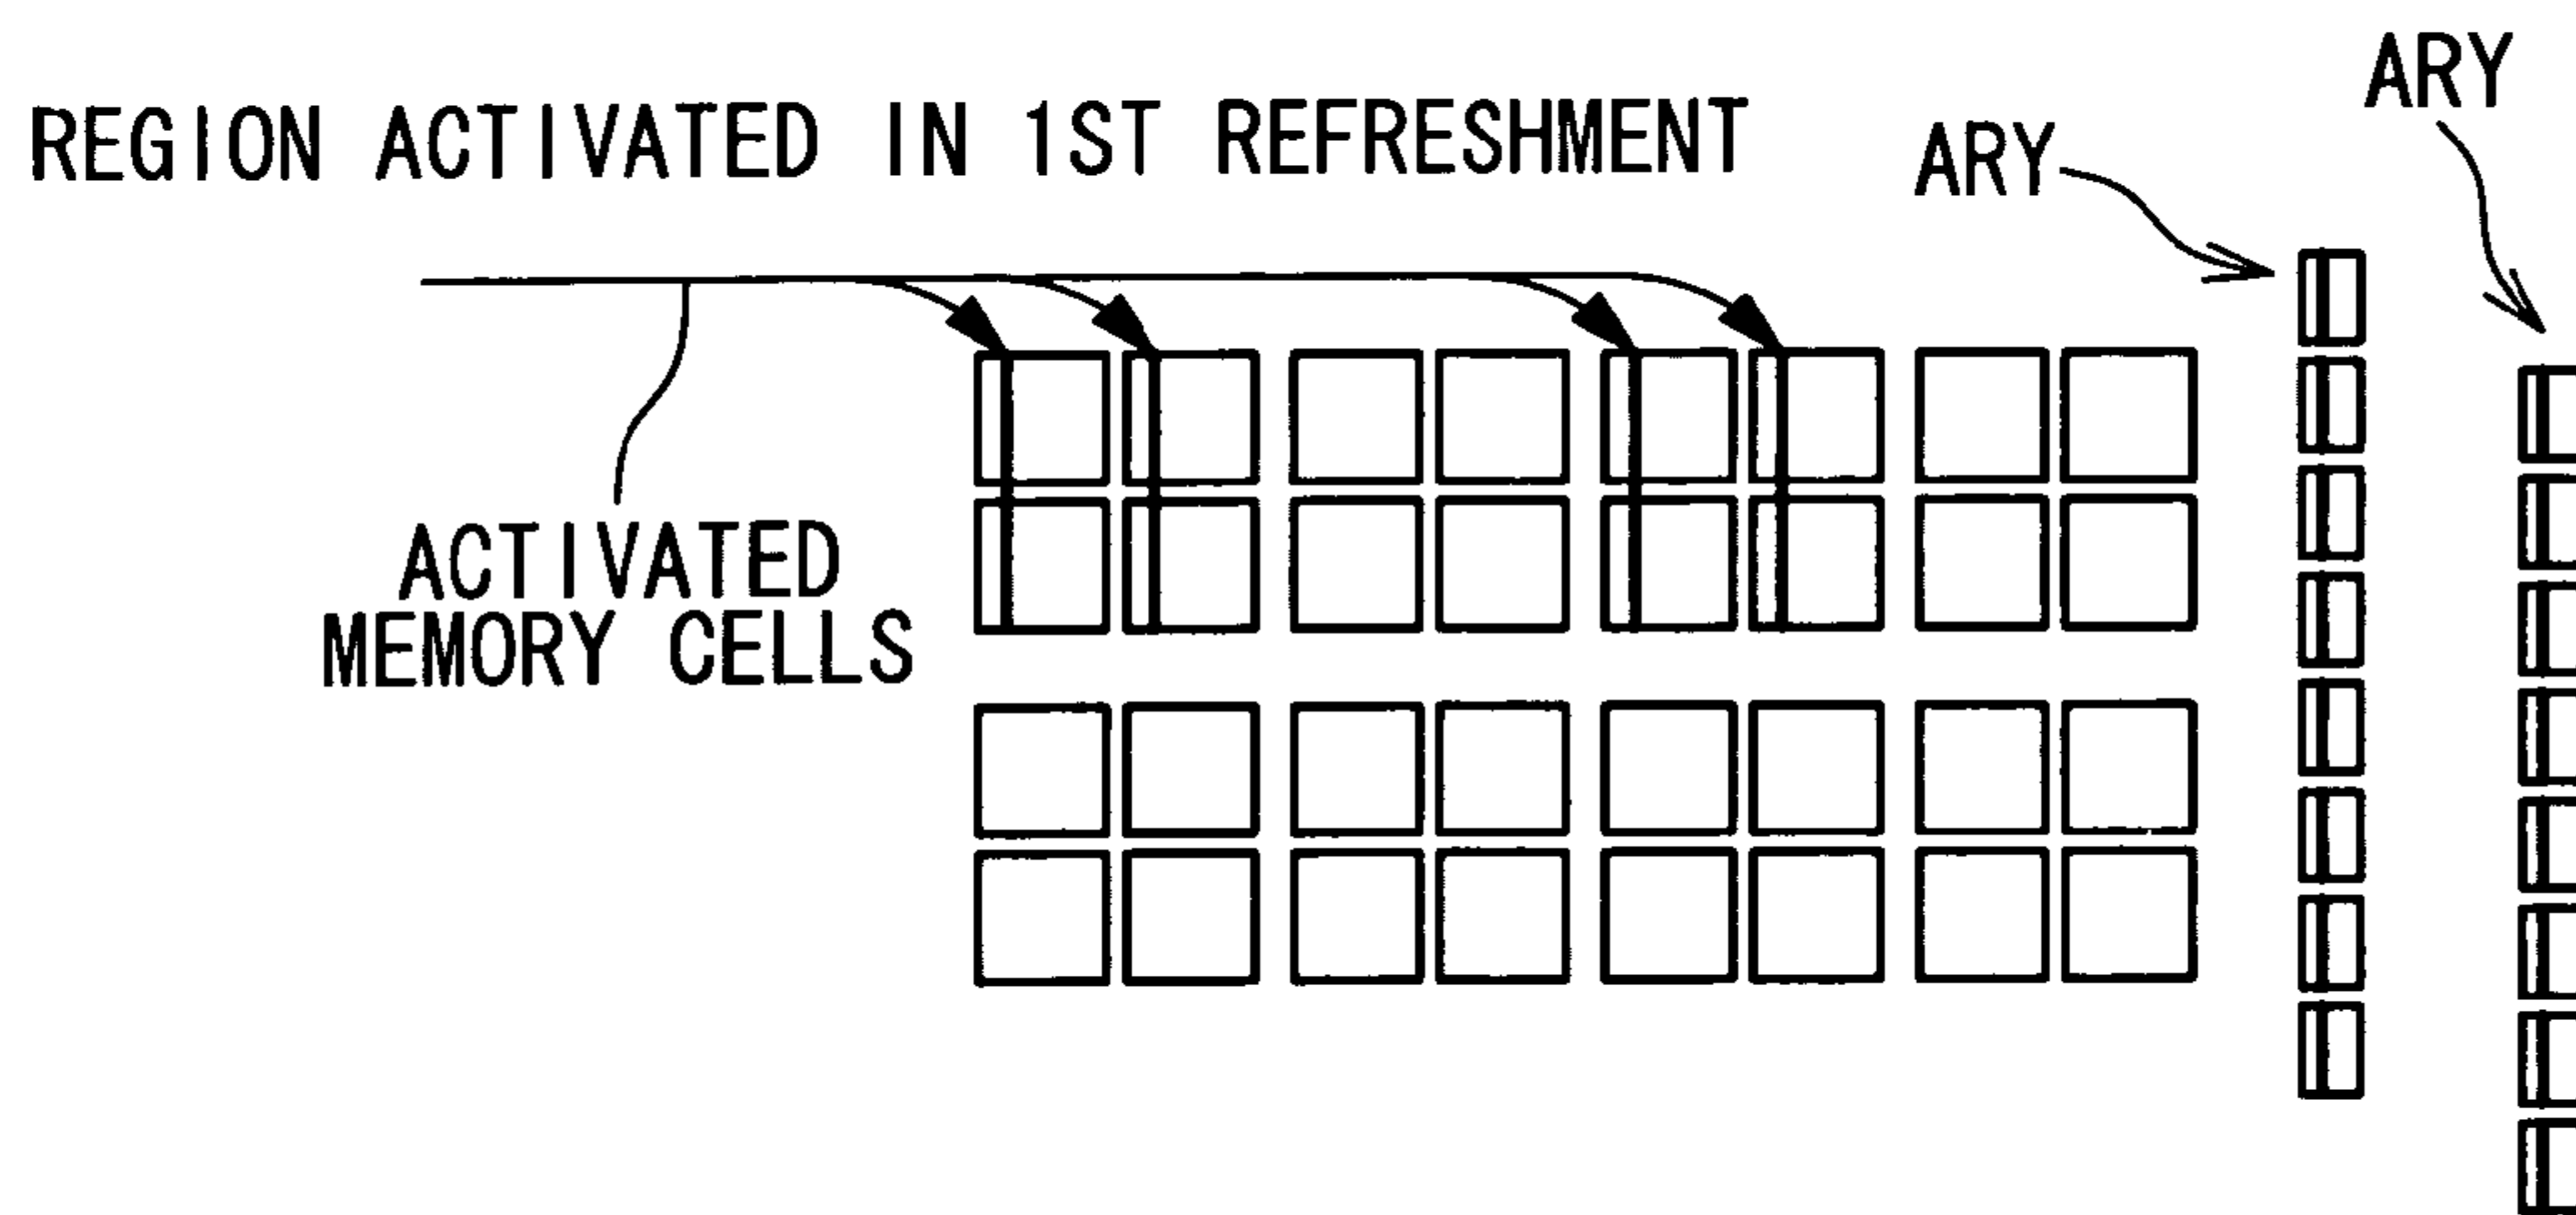 ARY
REGION ACTIVATED IN 1ST REFRESHMENT
ARY
ACTIVATED
MEMORY CELLS